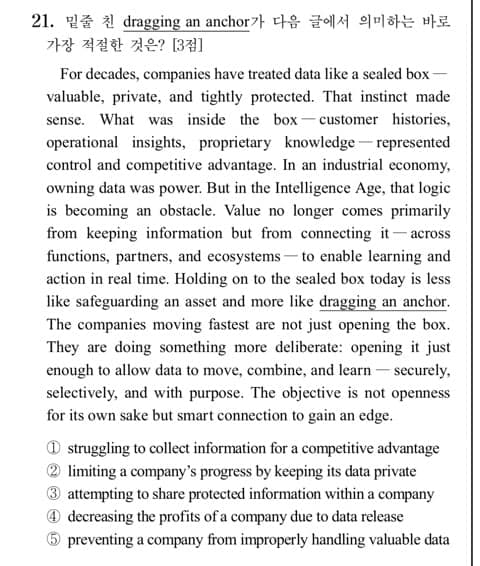 21. 밑줄 친 dragging an anchor가 다음 글에서 의미하는 바로
가장 적절한 것은? [3점]
For decades, companies have treated data like a sealed box—
valuable, private, and tightly protected. That instinct made
sense. What was inside the box—customer histories,
operational insights, proprietary knowledge—represented
control and competitive advantage. In an industrial economy,
owning data was power. But in the Intelligence Age, that logic
is becoming an obstacle. Value no longer comes primarily
from keeping information but from connecting it—across
functions, partners, and ecosystems—to enable learning and
action in real time. Holding on to the sealed box today is less
like safeguarding an asset and more like dragging an anchor.
The companies moving fastest are not just opening the box.
They are doing something more deliberate: opening it just
enough to allow data to move, combine, and learn—securely,
selectively, and with purpose. The objective is not openness
for its own sake but smart connection to gain an edge.
① struggling to collect information for a competitive advantage
② limiting a company's progress by keeping its data private
③ attempting to share protected information within a company
④ decreasing the profits of a company due to data release
⑤ preventing a company from improperly handling valuable data